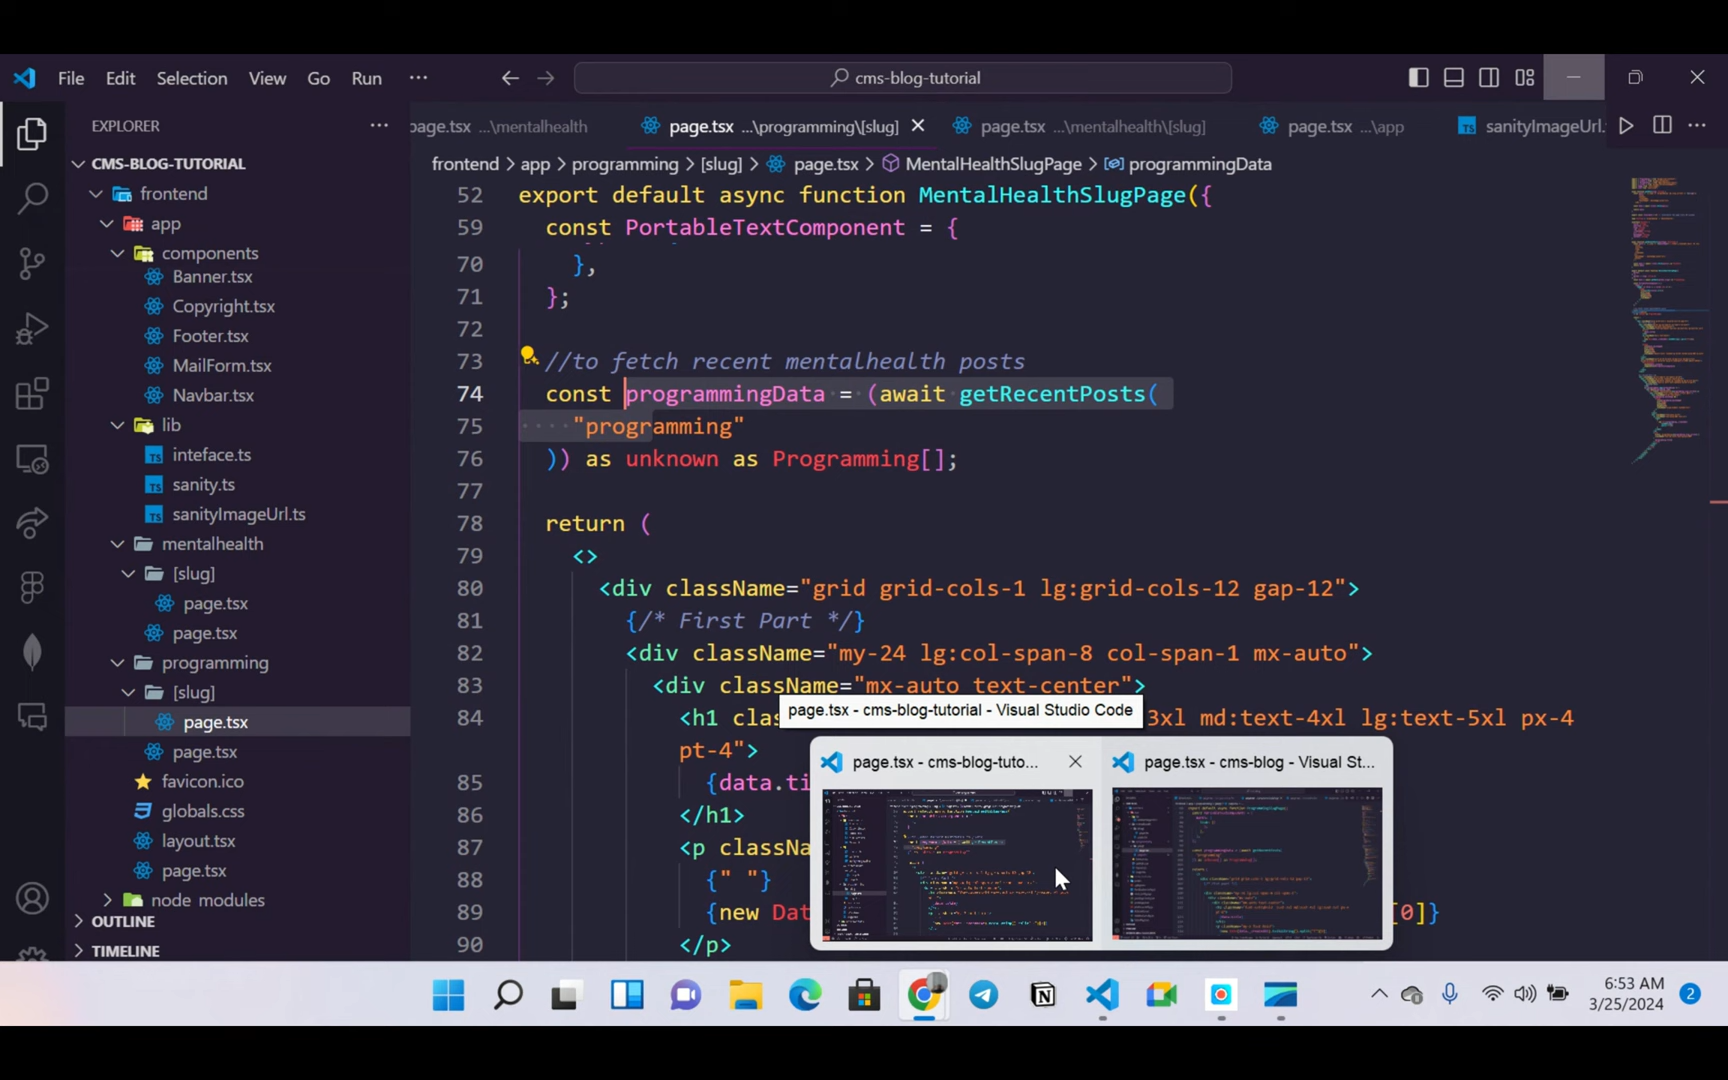 File Edit Selection View Go Run ···
cms-blog-tutorial
EXPLORER
CMS-BLOG-TUTORIAL
frontend
app
components
Banner.tsx
Copyright.tsx
Footer.tsx
MailForm.tsx
Navbar.tsx
lib
inteface.ts
sanity.ts
sanityImageUrl.ts
mentalhealth
[slug]
page.tsx
page.tsx
programming
[slug]
page.tsx
page.tsx
favicon.ico
globals.css
layout.tsx
page.tsx
node modules
OUTLINE
TIMELINE
page.tsx ...\mentalhealth page.tsx ...\programming\[slug] page.tsx ...\mentalhealth\[slug] page.tsx ...\app sanityImageUrl.
frontend > app > programming > [slug] > page.tsx > MentalHealthSlugPage > programmingData
52 export default async function MentalHealthSlugPage({
59 const PortableTextComponent = {
70 },
71 };
72
73 //to fetch recent mentalhealth posts
74 const programmingData = (await getRecentPosts(
75 "programming"
76 )) as unknown as Programming[];
77
78 return (
79 <>
80 <div className="grid grid-cols-1 lg:grid-cols-12 gap-12">
81 {/* First Part */}
82 <div className="my-24 lg:col-span-8 col-span-1 mx-auto">
83 <div className="mx-auto text-center">
84 <h1 clas 3xl md:text-4xl lg:text-5xl px-4
pt-4">
85 {data.ti
86 </h1>
87 <p classNa
88 {" "}
89 {new Dat [0]}
90 </p>
page.tsx - cms-blog-tutorial - Visual Studio Code
page.tsx - cms-blog-tuto...
page.tsx - cms-blog - Visual St...
6:53 AM
3/25/2024
2